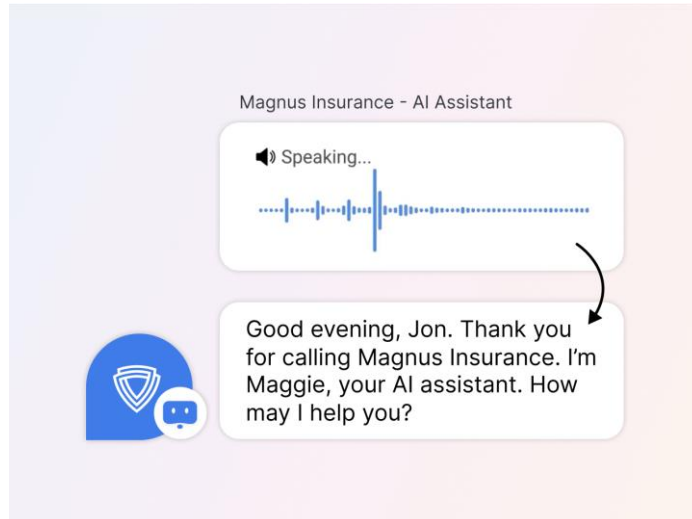 Magnus Insurance - AI Assistant
Speaking...
Good evening, Jon. Thank you
for calling Magnus Insurance. I’m
Maggie, your AI assistant. How
may I help you?